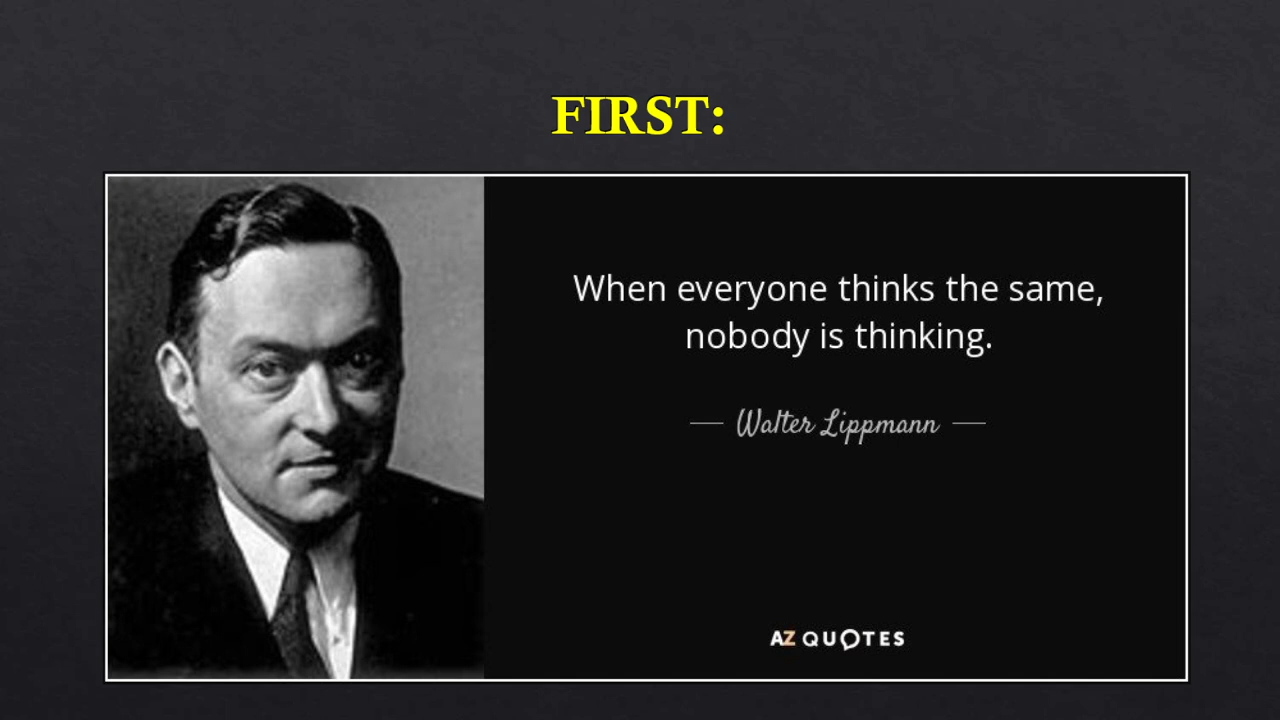 FIRST:
When everyone thinks the same,
nobody is thinking.
Walter Lippmann
AZ QUOTES